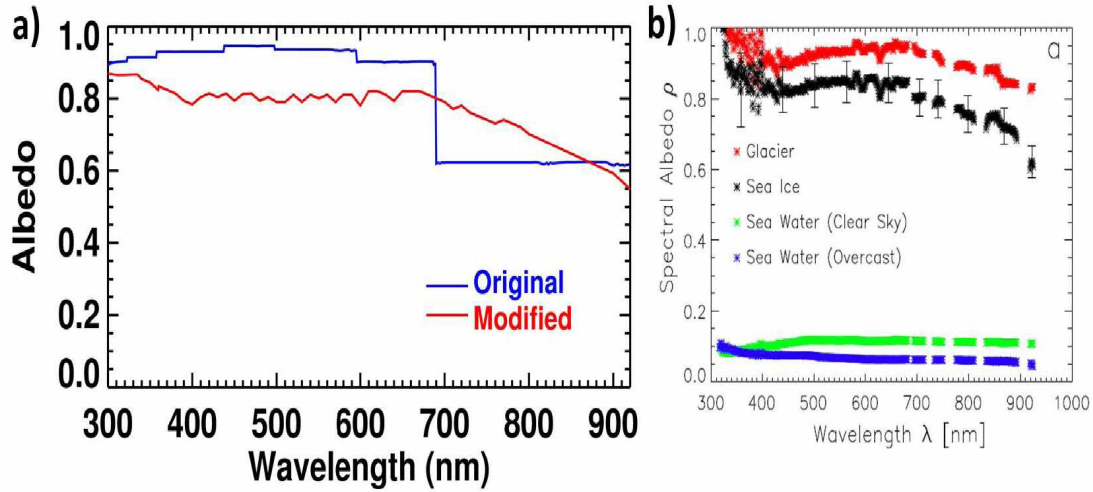 a)
1.0
0.8
0.6
0.4
0.2
0.0
Albedo
Original
Modified
300 400 500 600 700 800 900
Wavelength (nm)
b)
a
1.0
0.8
0.6
0.4
0.2
0.0
Spectral Albedo ρ
Glacier
Sea Ice
Sea Water (Clear Sky)
Sea Water (Overcast)
300 400 500 600 700 800 900 1000
Wavelength λ [nm]